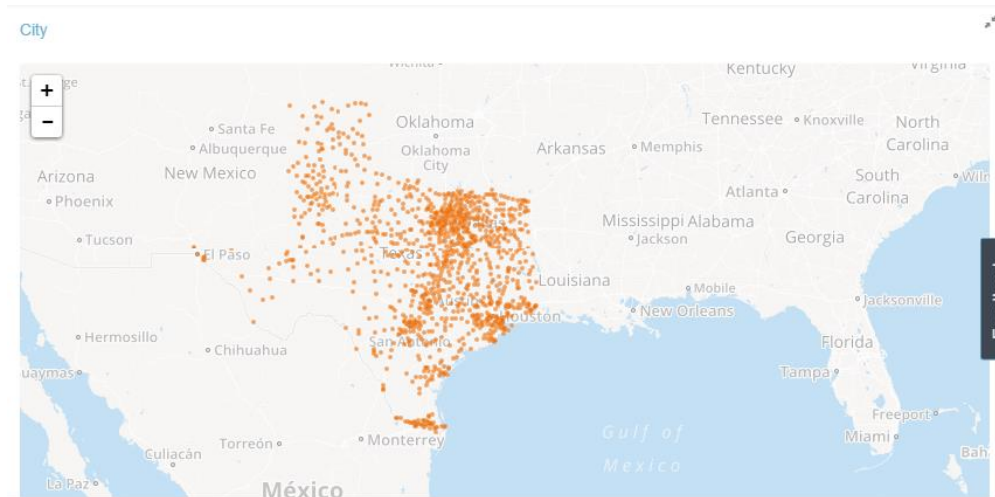 City
+
−
Kentucky
Santa Fe
Albuquerque
Oklahoma
Oklahoma
City
Tennessee
Knoxville
North
Carolina
Arkansas
Memphis
Arizona
New Mexico
Phoenix
Atlanta
South
Carolina
Mississippi
Alabama
Jackson
Georgia
Tucson
El Paso
Texas
Louisiana
Mobile
Jacksonville
Houston
New Orleans
Hermosillo
Chihuahua
San Antonio
Florida
Tampa
Gulf of
Mexico
Freeport
Miami
Torreón
Monterrey
Culiacán
La Paz
México